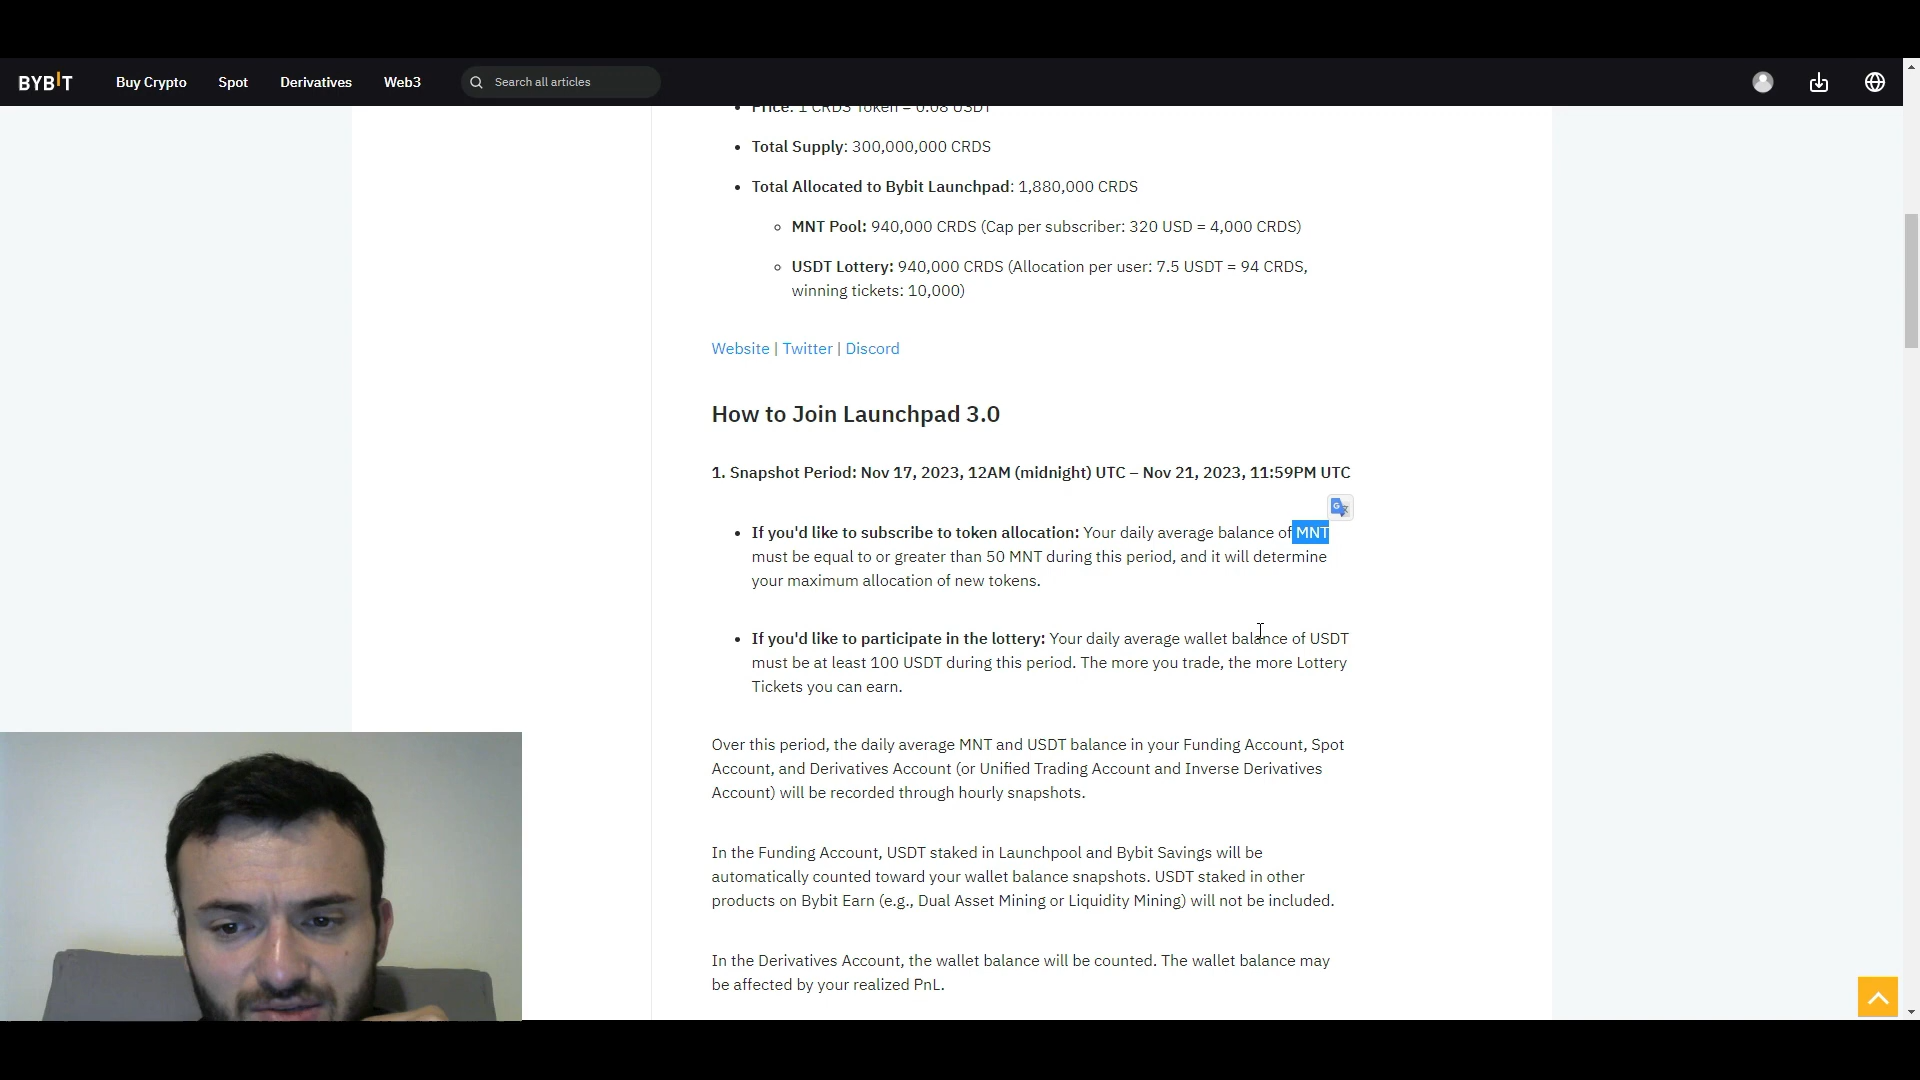 BYBIT Buy Crypto Spot Derivatives Web3 Search all articles
Price: 1 CRDS Token = 0.08 USDT
Total Supply: 300,000,000 CRDS
Total Allocated to Bybit Launchpad: 1,880,000 CRDS
MNT Pool: 940,000 CRDS (Cap per subscriber: 320 USD = 4,000 CRDS)
USDT Lottery: 940,000 CRDS (Allocation per user: 7.5 USDT = 94 CRDS,
winning tickets: 10,000)
Website | Twitter | Discord
How to Join Launchpad 3.0
1. Snapshot Period: Nov 17, 2023, 12AM (midnight) UTC – Nov 21, 2023, 11:59PM UTC
If you'd like to subscribe to token allocation: Your daily average balance of MNT
must be equal to or greater than 50 MNT during this period, and it will determine
your maximum allocation of new tokens.
If you'd like to participate in the lottery: Your daily average wallet balance of USDT
must be at least 100 USDT during this period. The more you trade, the more Lottery
Tickets you can earn.
Over this period, the daily average MNT and USDT balance in your Funding Account, Spot
Account, and Derivatives Account (or Unified Trading Account and Inverse Derivatives
Account) will be recorded through hourly snapshots.
In the Funding Account, USDT staked in Launchpool and Bybit Savings will be
automatically counted toward your wallet balance snapshots. USDT staked in other
products on Bybit Earn (e.g., Dual Asset Mining or Liquidity Mining) will not be included.
In the Derivatives Account, the wallet balance will be counted. The wallet balance may
be affected by your realized PnL.